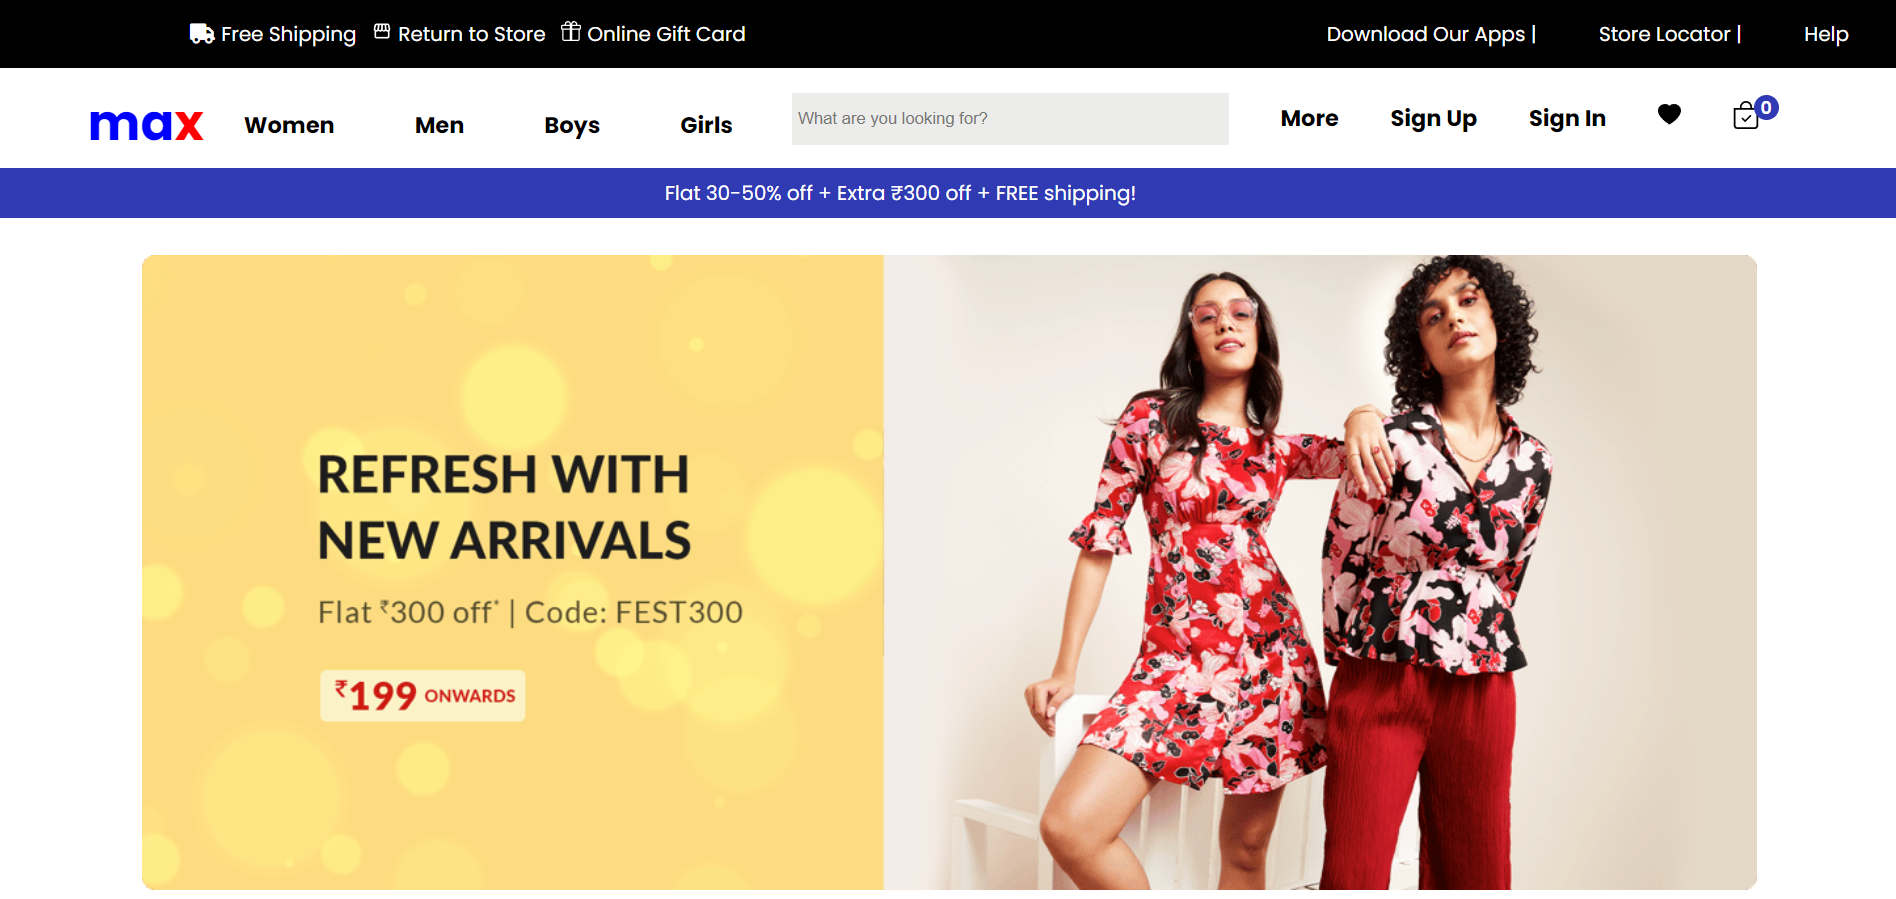 Free Shipping Return to Store Online Gift Card Download Our Apps | Store Locator | Help
max Women Men Boys Girls What are you looking for? More Sign Up Sign In 0
Flat 30-50% off + Extra ₹300 off + FREE shipping!
REFRESH WITH
NEW ARRIVALS
Flat ₹300 off* | Code: FEST300
₹199 ONWARDS